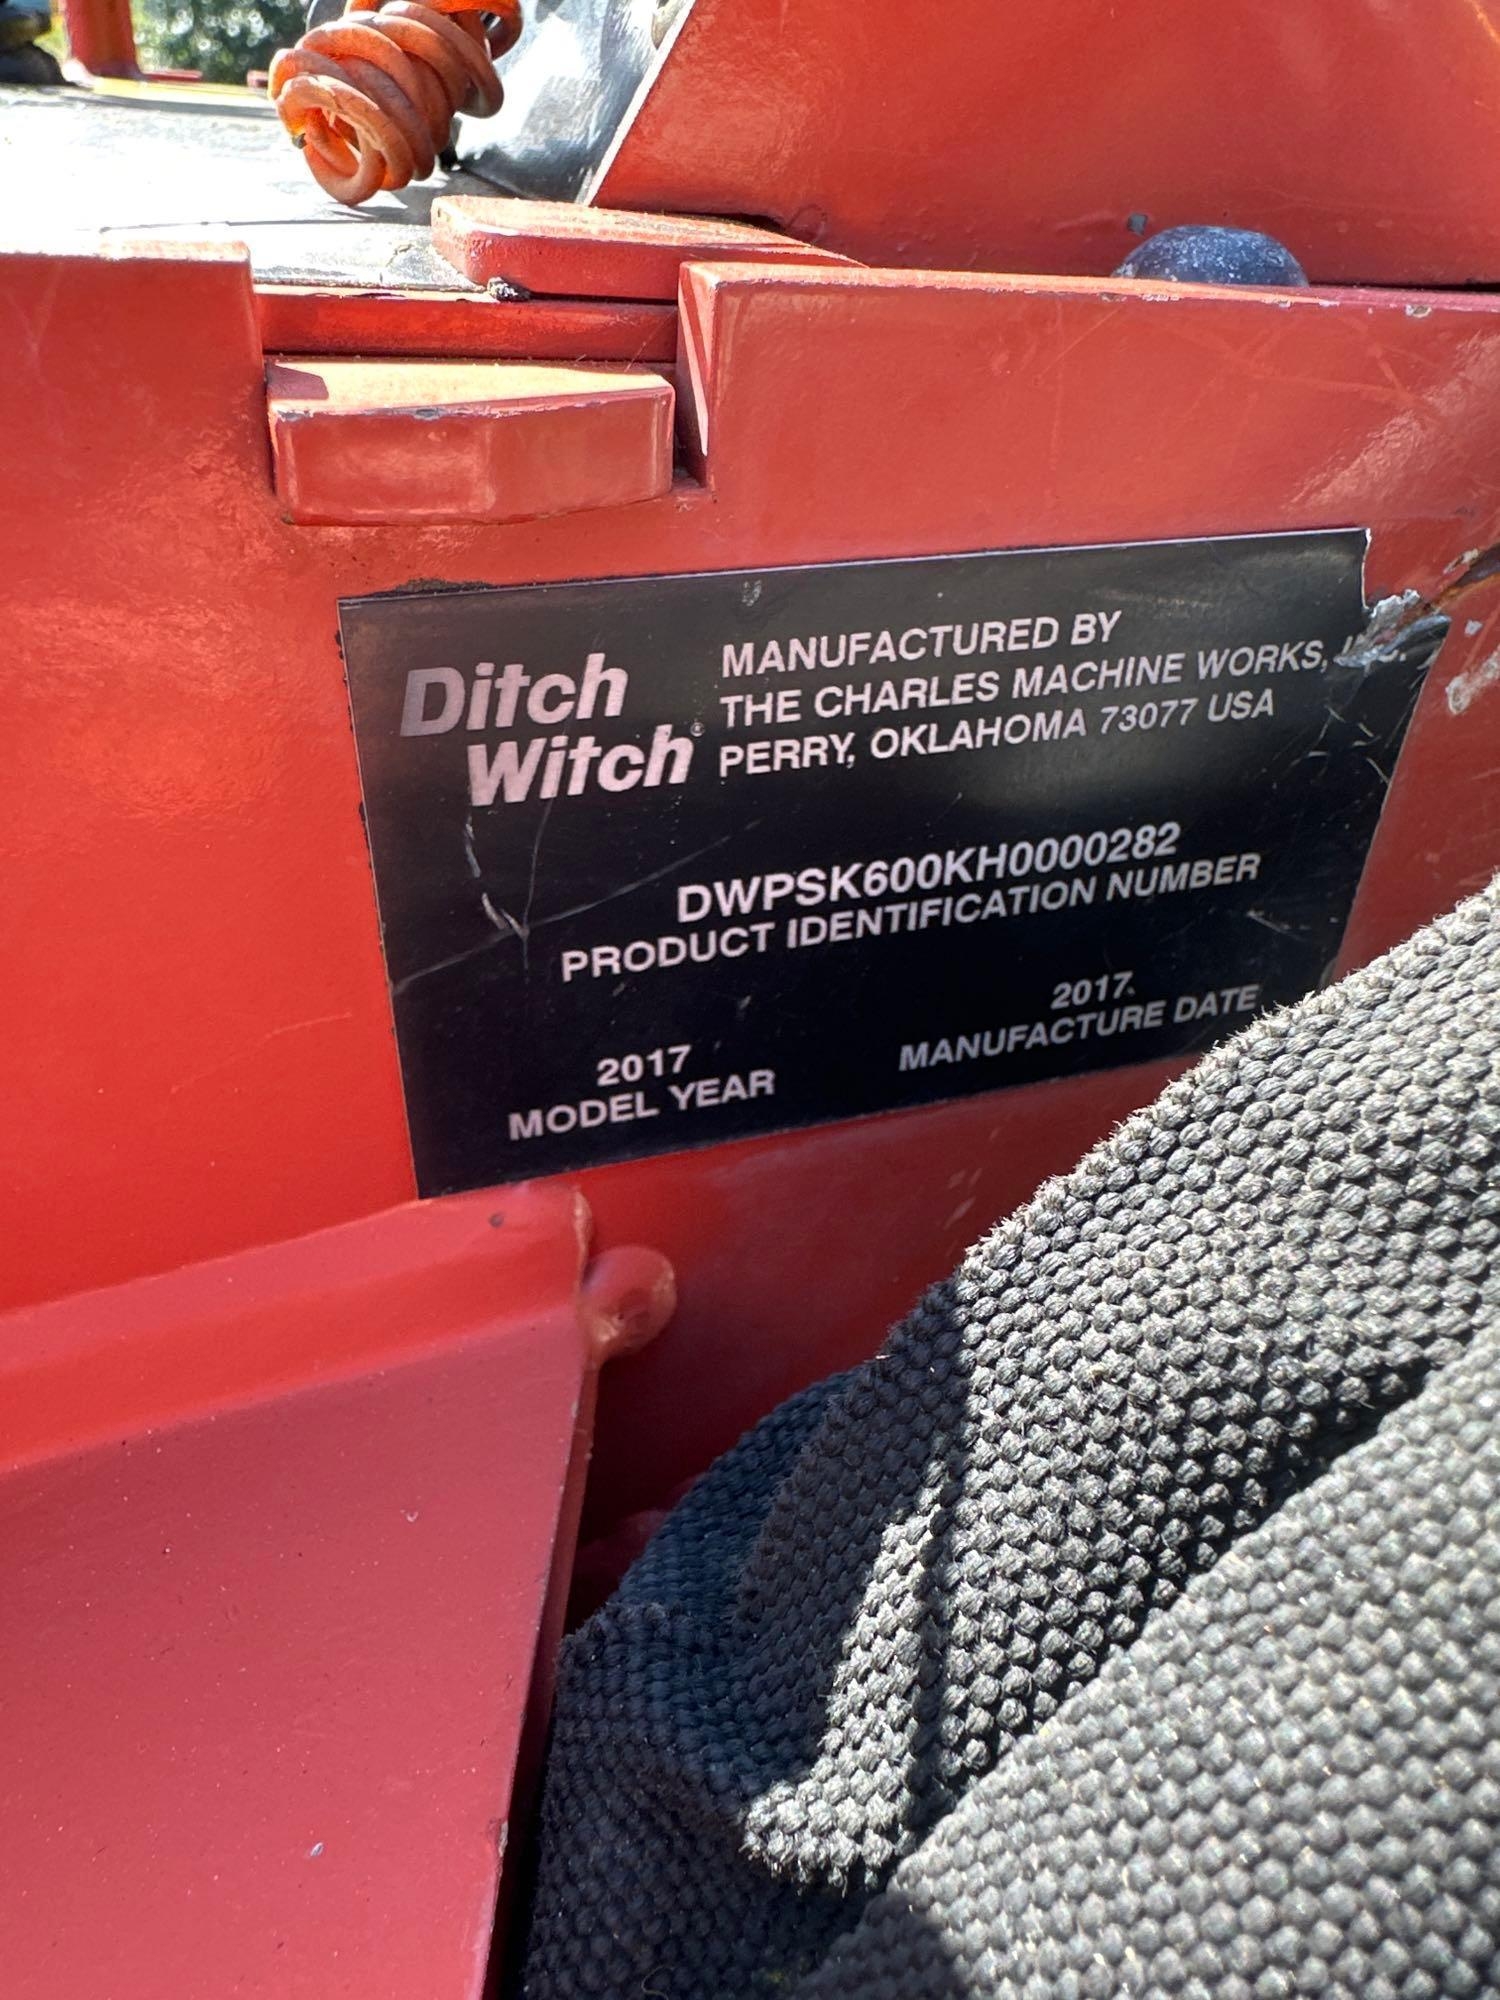 Ditch
Witch®
MANUFACTURED BY
THE CHARLES MACHINE WORKS, INC.
PERRY, OKLAHOMA 73077 USA
DWPSK600KH0000282
PRODUCT IDENTIFICATION NUMBER
2017
MODEL YEAR
2017
MANUFACTURE DATE